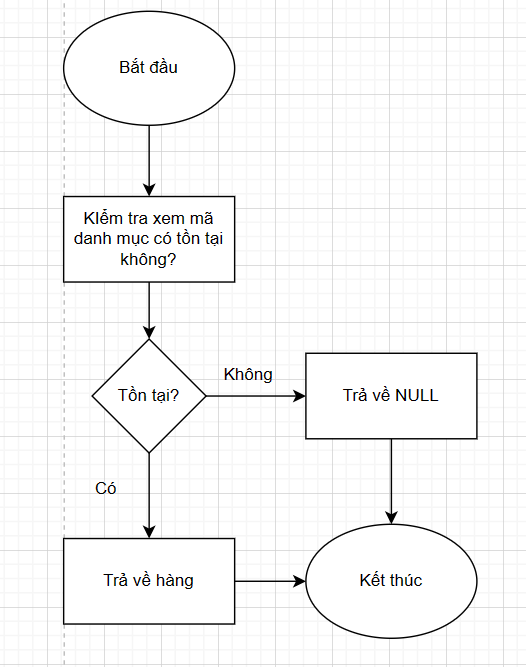 Bắt đầu
KIểm tra xem mã
danh mục có tồn tại
không?
Tồn tại?
Không
Trả về NULL
Có
Trả về hàng
Kết thúc